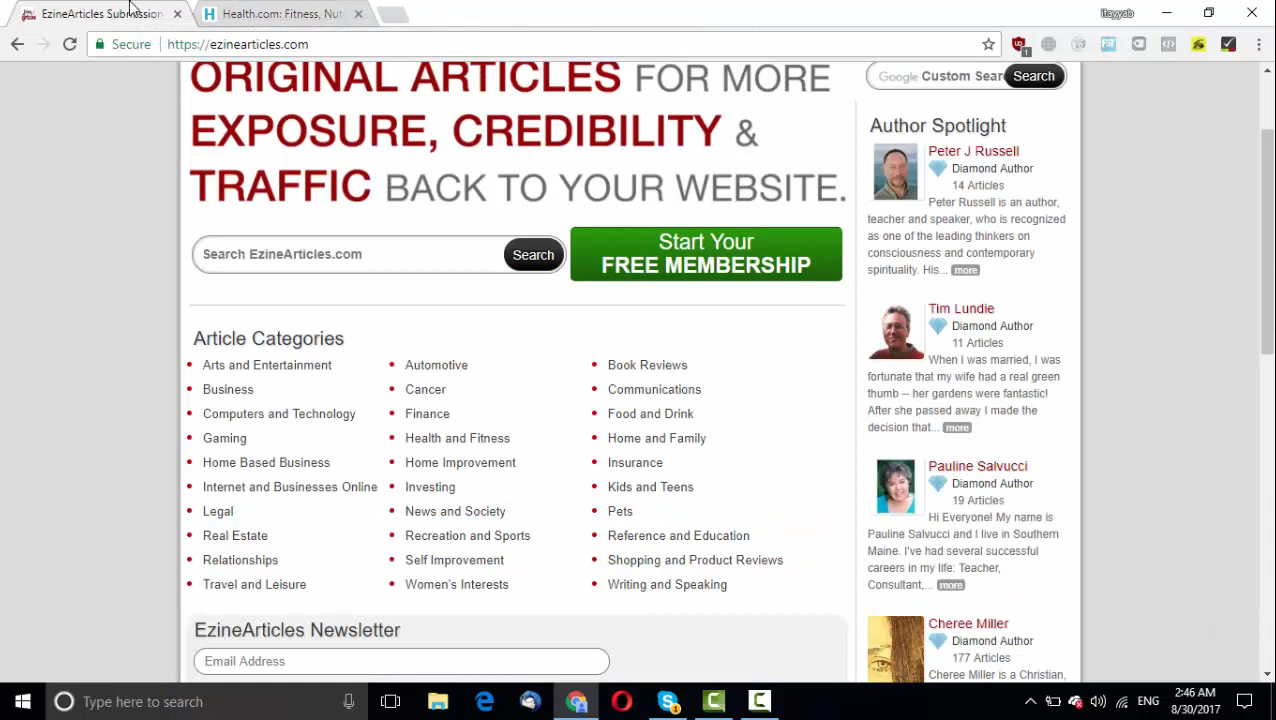 EzineArticles Submission
Health.com: Fitness, Nut
Itayyab
Secure
https://ezinearticles.com
1
ORIGINAL ARTICLES FOR MORE
EXPOSURE, CREDIBILITY &
TRAFFIC BACK TO YOUR WEBSITE.
Search EzineArticles.com
Search
Start Your
FREE MEMBERSHIP
Article Categories
Arts and Entertainment
Automotive
Book Reviews
Business
Cancer
Communications
Computers and Technology
Finance
Food and Drink
Gaming
Health and Fitness
Home and Family
Home Based Business
Home Improvement
Insurance
Internet and Businesses Online
Investing
Kids and Teens
Legal
News and Society
Pets
Real Estate
Recreation and Sports
Reference and Education
Relationships
Self Improvement
Shopping and Product Reviews
Travel and Leisure
Women's Interests
Writing and Speaking
EzineArticles Newsletter
Email Address
Google Custom Sear
Search
Author Spotlight
Peter J Russell
Diamond Author
14 Articles
Peter Russell is an author,
teacher and speaker, who is recognized
as one of the leading thinkers on
consciousness and contemporary
spirituality. His... more
Tim Lundie
Diamond Author
11 Articles
When I was married, I was
fortunate that my wife had a real green
thumb -- her gardens were fantastic!
After she passed away I made the
decision that... more
Pauline Salvucci
Diamond Author
19 Articles
Hi Everyone! My name is
Pauline Salvucci and I live in Southern
Maine. I've had several successful
careers in my life: Teacher,
Consultant,... more
Cheree Miller
Diamond Author
177 Articles
Cheree Miller is a Christian,
Type here to search
ENG
2:46 AM
8/30/2017